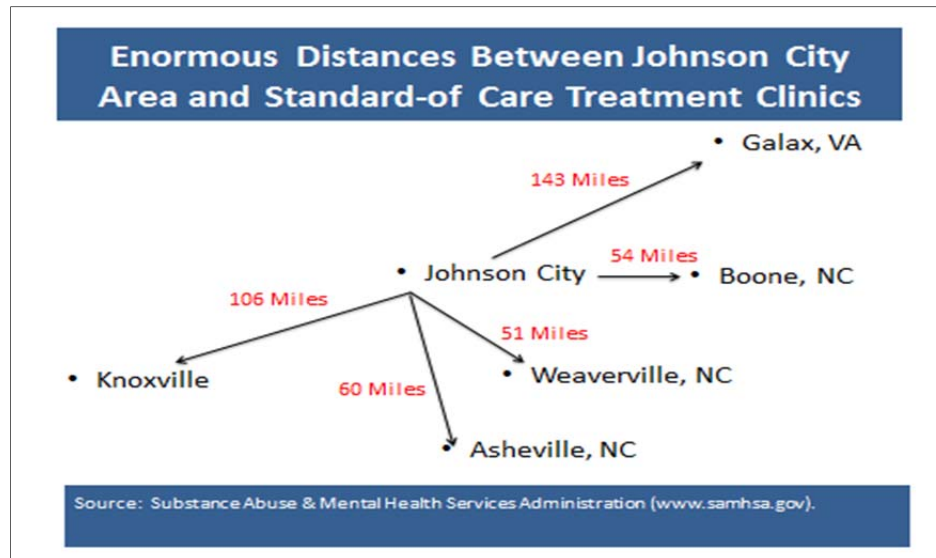 Enormous Distances Between Johnson City
Area and Standard-of Care Treatment Clinics
• Galax, VA
143 Miles
54 Miles
• Johnson City
• Boone, NC
106 Miles
51 Miles
• Knoxville
• Weaverville, NC
60 Miles
• Asheville, NC
Source: Substance Abuse & Mental Health Services Administration (www.samhsa.gov).